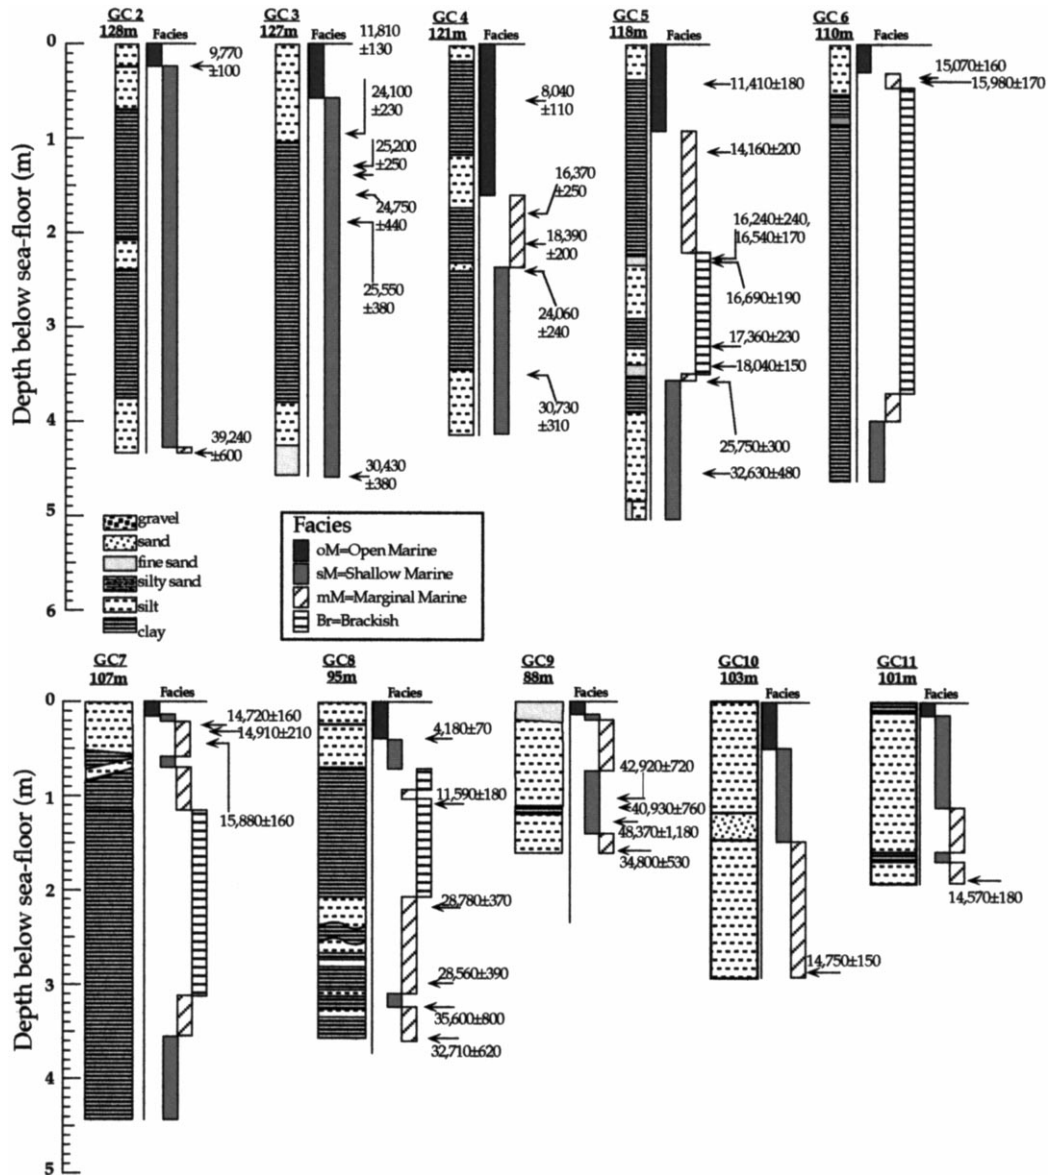 GC 2
128m
Facies
9,770
±100
39,240
±600
GC 3
127m
Facies
11,810
±130
24,100
±230
25,200
±250
24,750
±440
25,550
±380
30,430
±380
GC 4
121m
Facies
8,040
±110
16,370
±250
18,390
±200
24,060
±240
30,730
±310
GC 5
118m
Facies
11,410±180
14,160±200
16,240±240,
16,540±170
16,690±190
17,360±230
18,040±150
25,750±300
32,630±480
GC 6
110m
Facies
15,070±160
15,980±170
Depth below sea-floor (m)
0
1
2
3
4
5
6
gravel
sand
fine sand
silty sand
silt
clay
Facies
oM=Open Marine
sM=Shallow Marine
mM=Marginal Marine
Br=Brackish
GC7
107m
Facies
14,720±160
14,910±210
15,880±160
GC8
95m
Facies
4,180±70
11,590±180
28,780±370
28,560±390
35,600±800
32,710±620
GC9
88m
Facies
42,920±720
40,930±760
48,370±1,180
34,800±530
GC10
103m
Facies
14,750±150
GC11
101m
Facies
14,570±180
Depth below sea-floor (m)
0
1
2
3
4
5